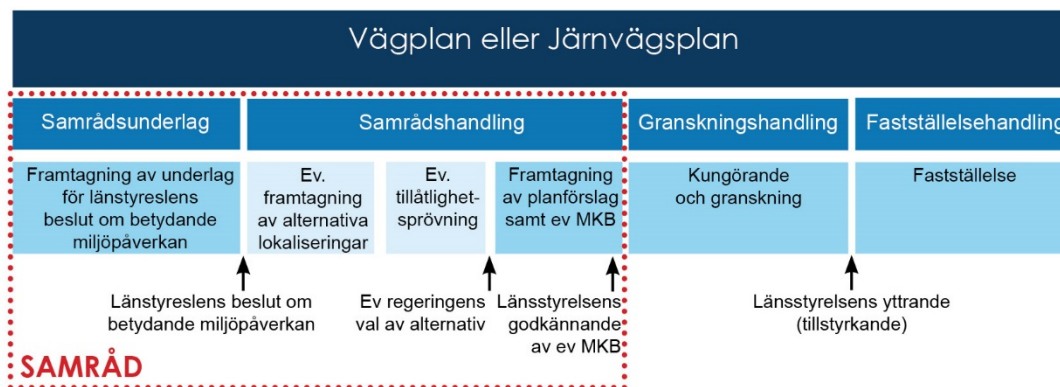 Vägplan eller Järnvägsplan
Samrådsunderlag
Samrådshandling
Granskningshandling
Fastställelsehandling
Framtagning av underlag
för länstyreslens
beslut om betydande
miljöpåverkan
Ev.
framtagning
av alternativa
lokaliseringar
Ev.
tillåtlighet-
sprövning
Framtagning
av planförslag
samt ev MKB
Kungörande
och granskning
Fastställelse
Länstyreslens beslut om
betydande miljöpåverkan
Ev regeringens
val av alternativ
Länsstyrelsens
godkännande
av ev MKB
Länsstyrelsens yttrande
(tillstyrkande)
SAMRÅD